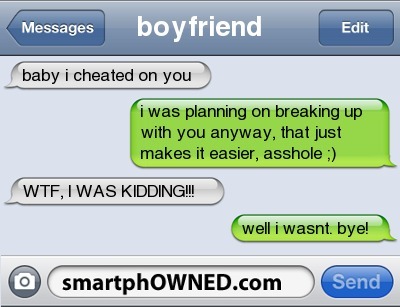 Messages
boyfriend
Edit
baby i cheated on you
i was planning on breaking up
with you anyway, that just
makes it easier, asshole ;)
WTF, I WAS KIDDING!!!
well i wasnt. bye!
smartphOWNED.com
Send